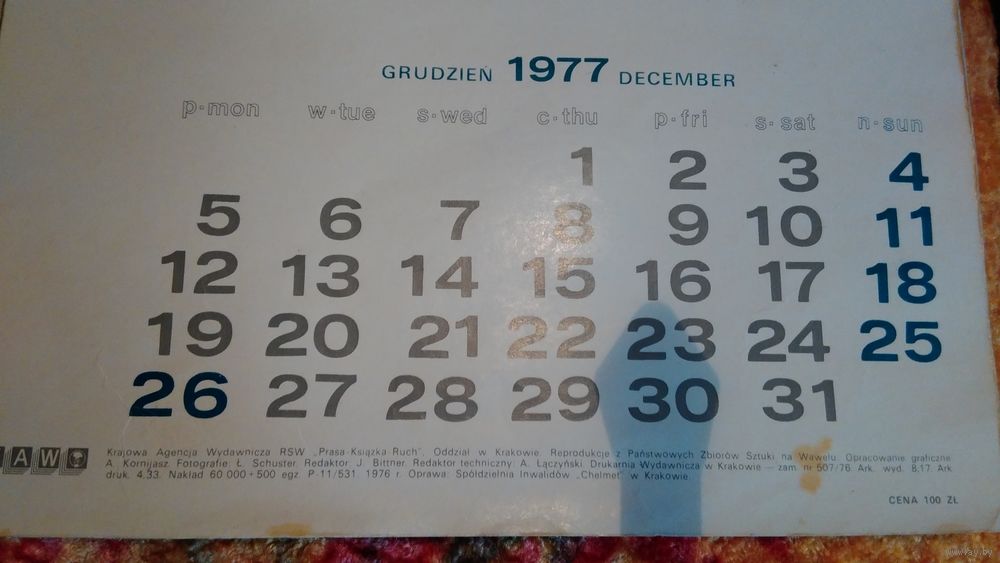 GRUDZIEŃ 1977 DECEMBER
p·mon w·tue s·wed c·thu p·fri s·sat n·sun
1 2 3 4
5 6 7 8 9 10 11
12 13 14 15 16 17 18
19 20 21 22 23 24 25
26 27 28 29 30 31
AW
Krajowa Agencja Wydawnicza RSW „Prasa-Książka Ruch", Oddział w Krakowie. Reprodukcje z Państwowych Zbiorów Sztuki na Wawelu. Opracowanie graficzne
A. Kornijasz. Fotografie Ł. Schuster. Redaktor J. Bittner. Redaktor techniczny: A. Łączyński. Drukarnia Wydawnicza w Krakowie — zam. nr 507/76. Ark. wyd. 8,17. Ark.
druk. 4.33. Nakład 60 000+500 egz. P-11/531 1976 r. Oprawa: Spółdzielnia Inwalidów „Chełmet" w Krakowie.
CENA 100 ZŁ
www.ay.by